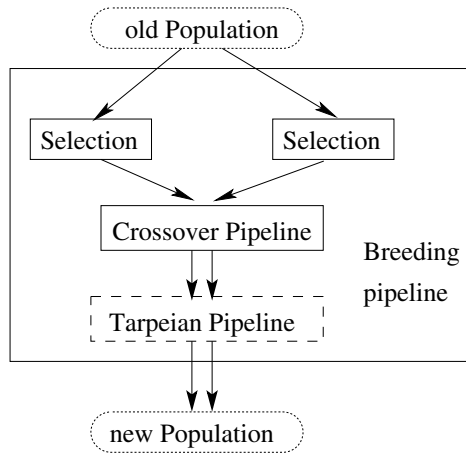 old Population
Selection
Selection
Crossover Pipeline
Breeding
pipeline
Tarpeian Pipeline
new Population